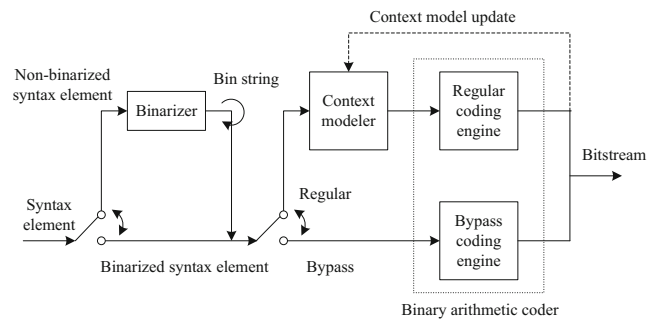 Context model update
Non-binarized
syntax element
Bin string
Binarizer
Context
modeler
Regular
coding
engine
Bitstream
Syntax
element
Regular
Bypass
coding
engine
Binarized syntax element
Bypass
Binary arithmetic coder